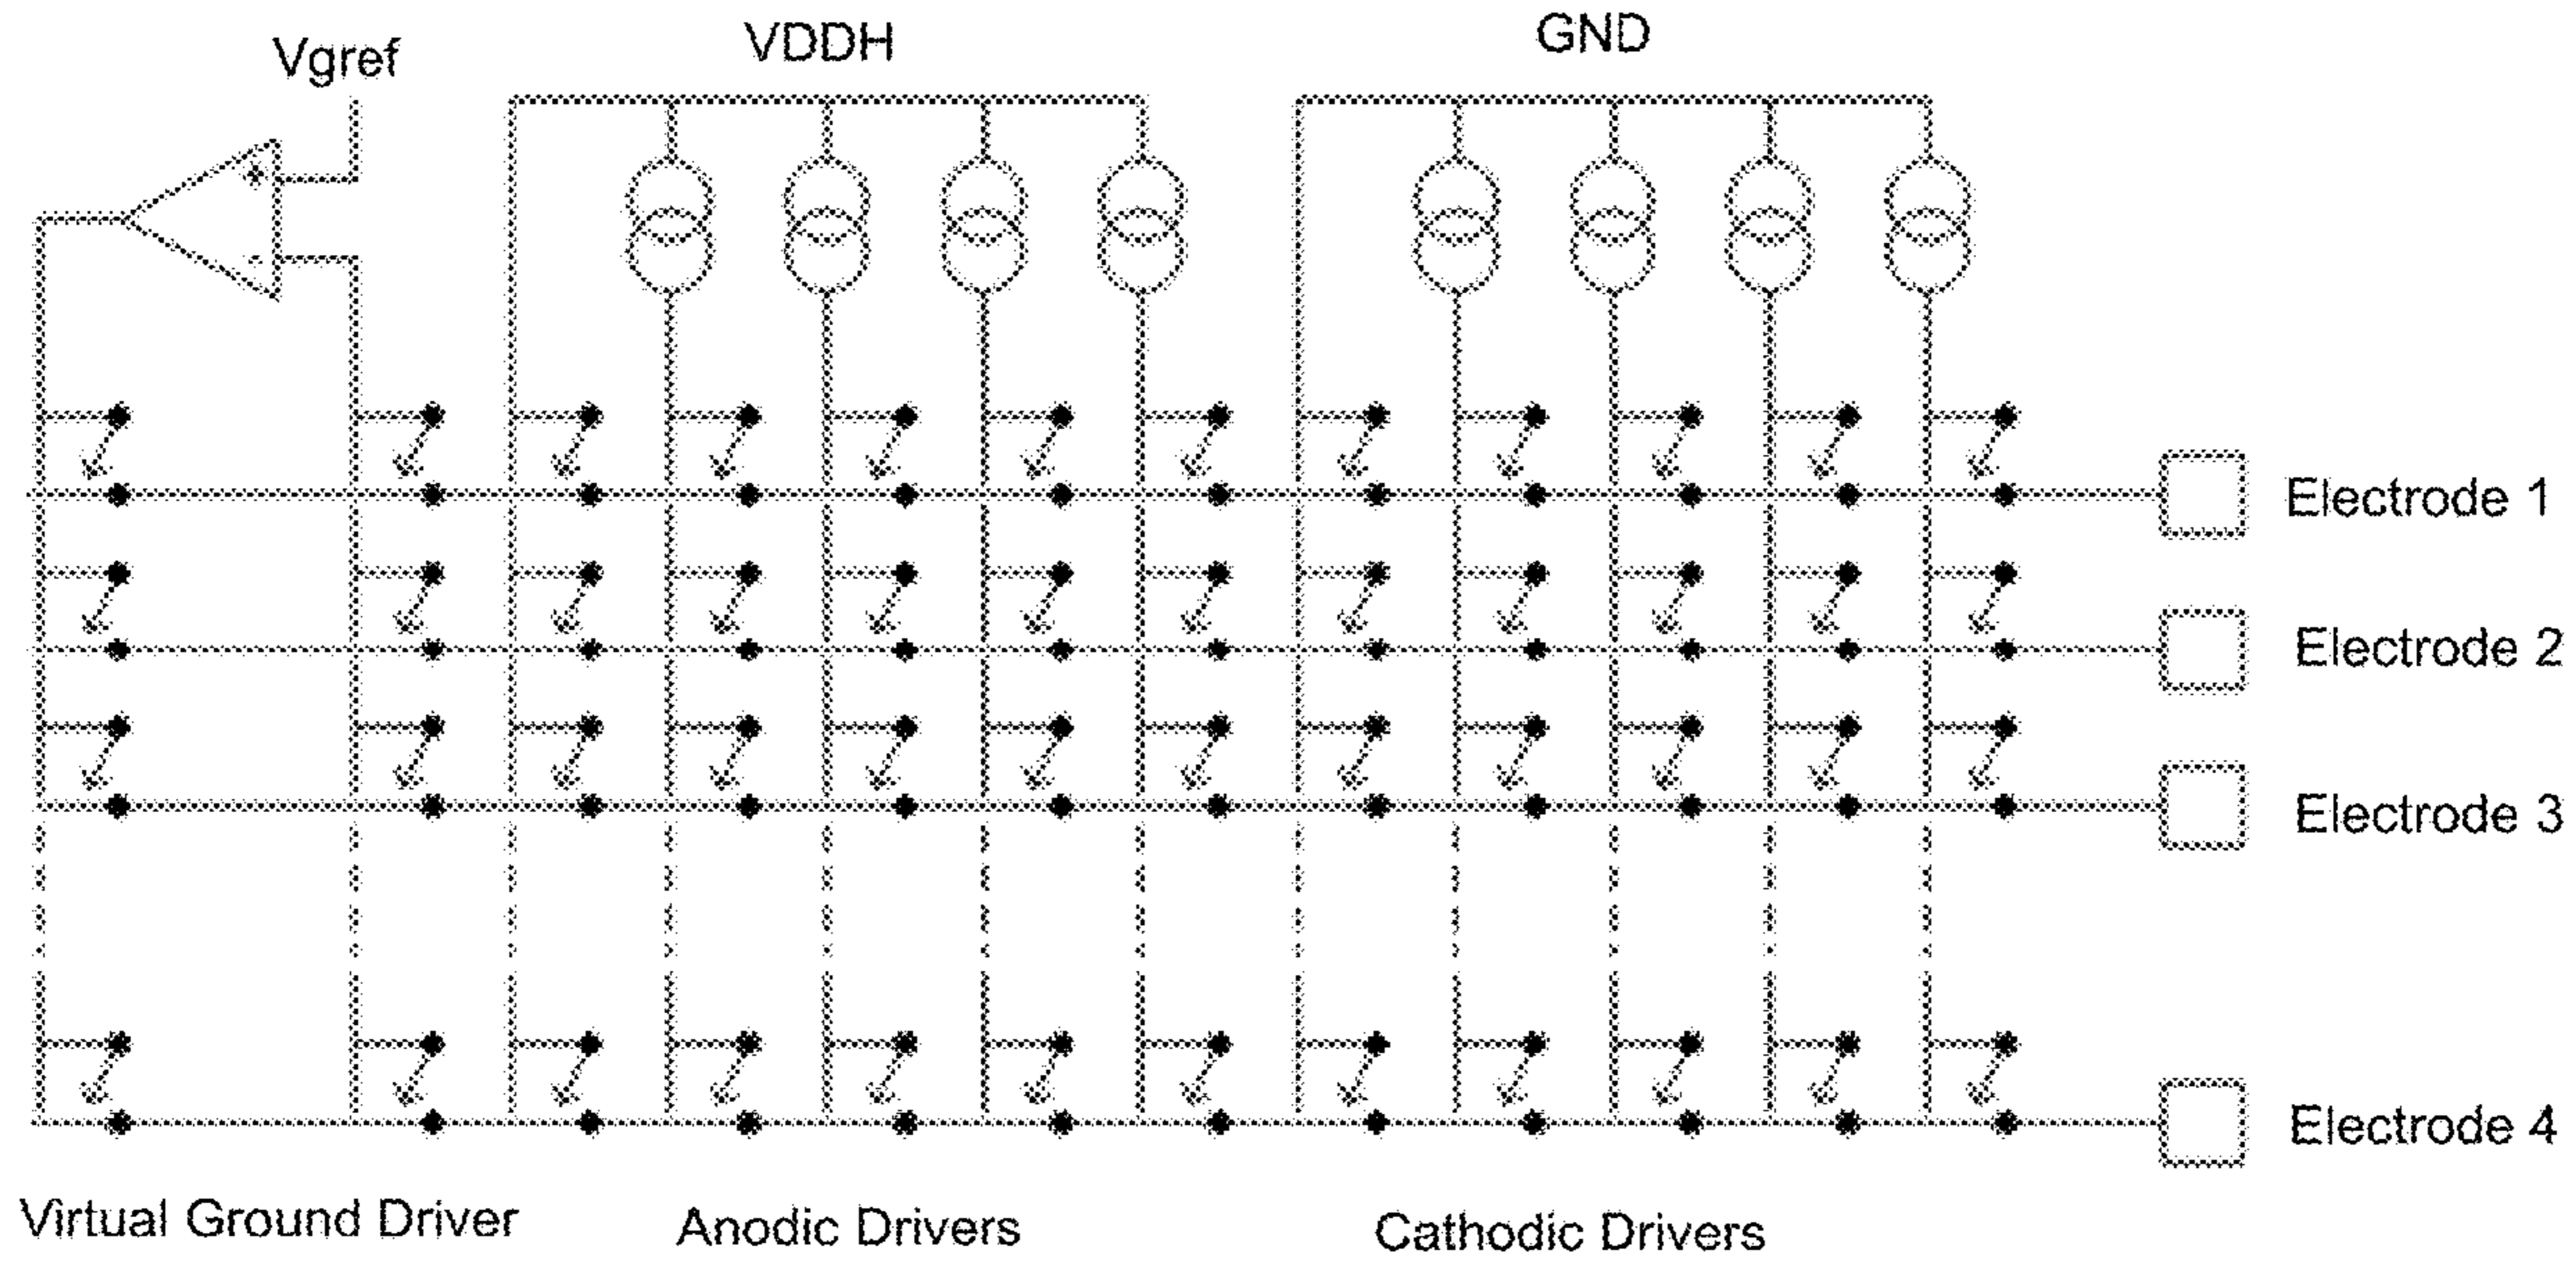 Vgref
VDDH
GND
+
-
Electrode 1
Electrode 2
Electrode 3
Electrode 4
Virtual Ground Driver
Anodic Drivers
Cathodic Drivers